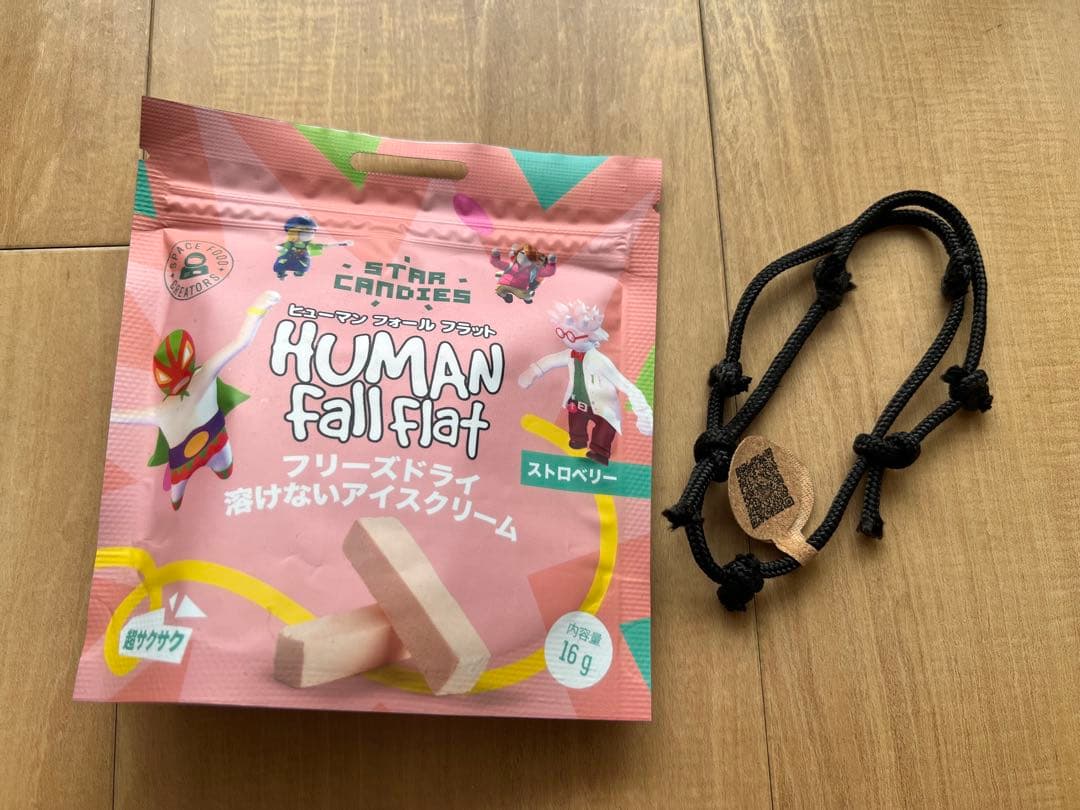 SPACE FOOD
CREATORS
STAR
CANDIES
ヒューマン フォール フラット
HUMAN
fall flat
フリーズドライ
溶けないアイスクリーム
ストロベリー
超サクサク
内容量
16g